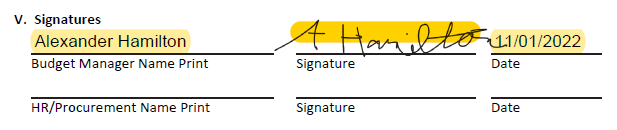 V. Signatures
Alexander Hamilton A Hamilton 11/01/2022
Budget Manager Name Print Signature Date
HR/Procurement Name Print Signature Date